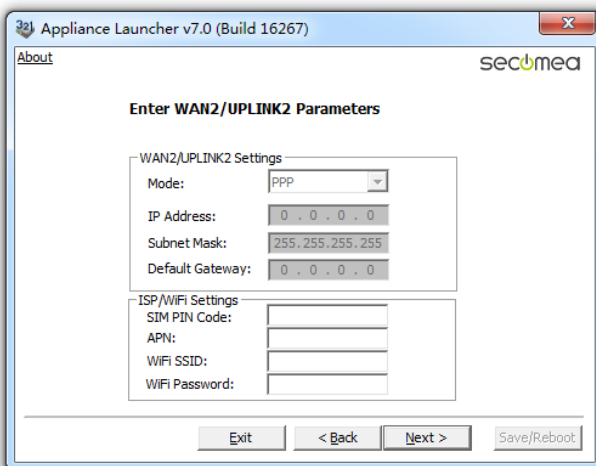 Appliance Launcher v7.0 (Build 16267)
About
secomea
Enter WAN2/UPLINK2 Parameters
WAN2/UPLINK2 Settings
Mode: PPP
IP Address: 0 . 0 . 0 . 0
Subnet Mask: 255.255.255.255
Default Gateway: 0 . 0 . 0 . 0
ISP/WiFi Settings
SIM PIN Code:
APN:
WiFi SSID:
WiFi Password:
Exit < Back Next > Save/Reboot